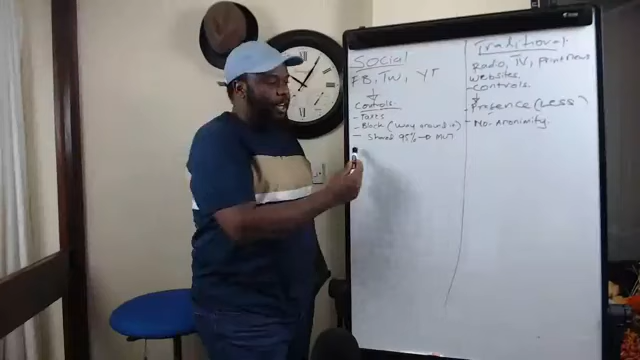 Social
FB, TW, YT
Controls.
- Taxes
- Block (way around it)
- Shared 95% → Min
Traditional.
Radio, TV, print news
websites.
- Controls.
- Presence (Less)
- No. Anonimity.